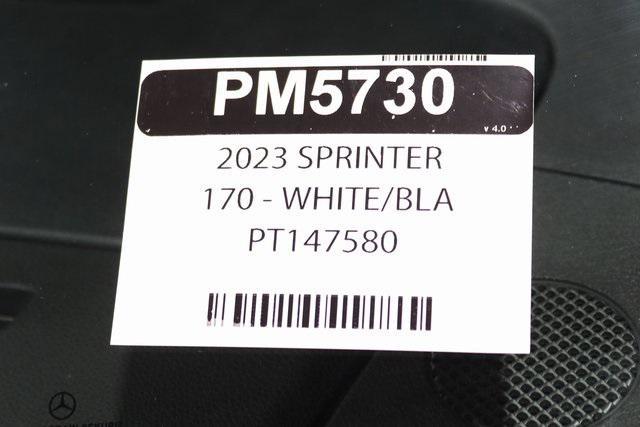 PM5730
v 4.0
2023 SPRINTER
170 - WHITE/BLA
PT147580